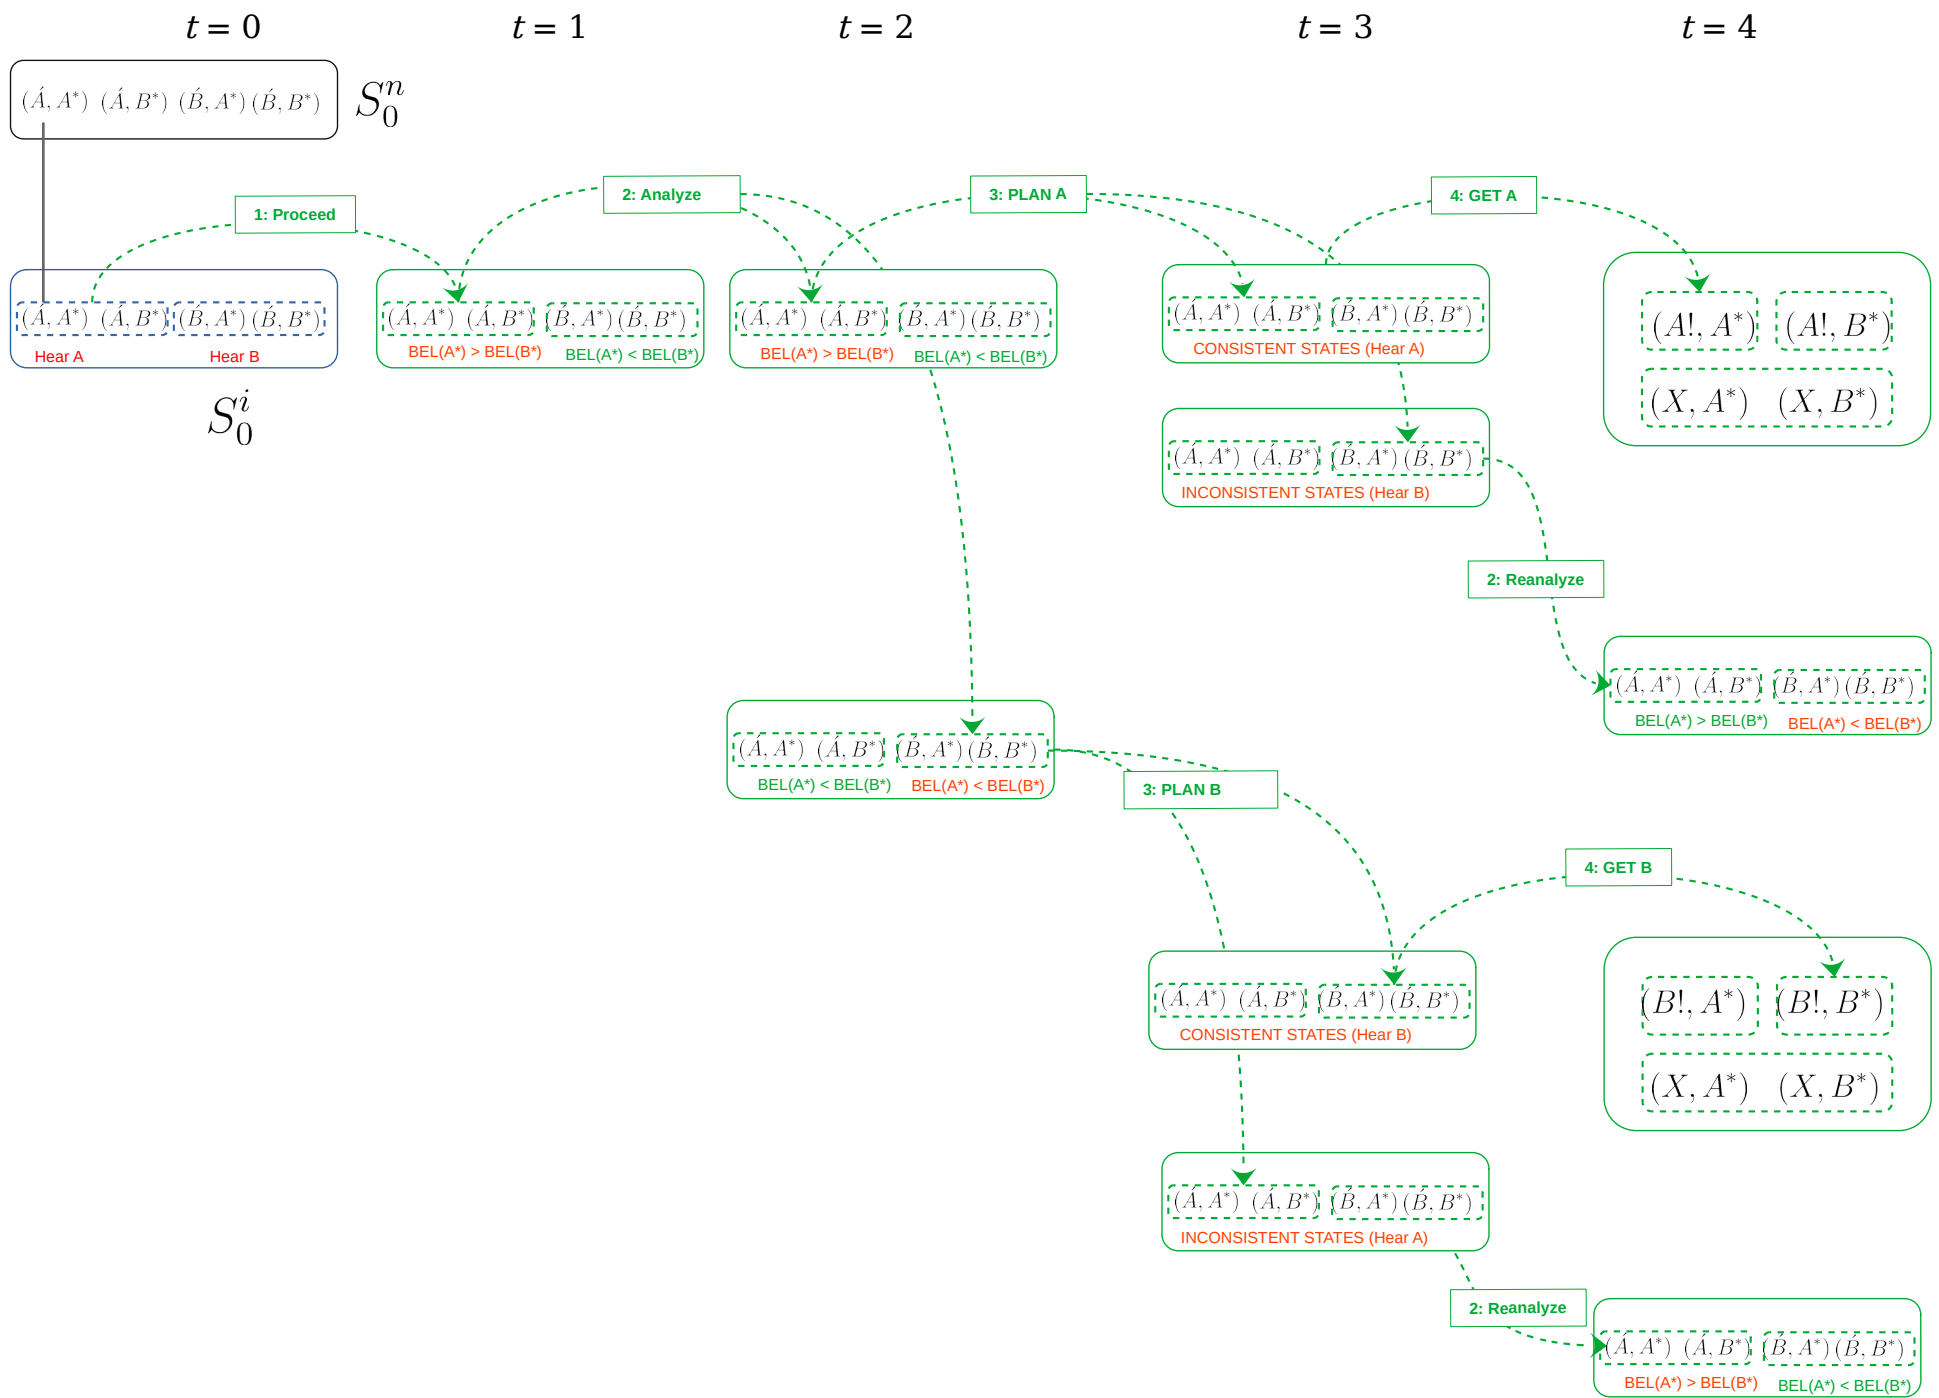 t = 0 t = 1 t = 2 t = 3 t = 4
(Á, A*) (Á, B*) (B́, A*) (B́, B*)
S₀ⁿ
1: Proceed
2: Analyze
3: PLAN A
4: GET A
(Á, A*) (Á, B*) (B́, A*) (B́, B*)
Hear A Hear B
S₀ⁱ
(Á, A*) (Á, B*) (B́, A*) (B́, B*)
BEL(A*) > BEL(B*) BEL(A*) < BEL(B*)
(Á, A*) (Á, B*) (B́, A*) (B́, B*)
BEL(A*) > BEL(B*) BEL(A*) < BEL(B*)
(Á, A*) (Á, B*) (B́, A*) (B́, B*)
CONSISTENT STATES (Hear A)
(A!, A*) (A!, B*)
(X, A*) (X, B*)
(Á, A*) (Á, B*) (B́, A*) (B́, B*)
INCONSISTENT STATES (Hear B)
2: Reanalyze
(Á, A*) (Á, B*) (B́, A*) (B́, B*)
BEL(A*) > BEL(B*) BEL(A*) < BEL(B*)
(Á, A*) (Á, B*) (B́, A*) (B́, B*)
BEL(A*) < BEL(B*) BEL(A*) < BEL(B*)
3: PLAN B
4: GET B
(Á, A*) (Á, B*) (B́, A*) (B́, B*)
CONSISTENT STATES (Hear B)
(B!, A*) (B!, B*)
(X, A*) (X, B*)
(Á, A*) (Á, B*) (B́, A*) (B́, B*)
INCONSISTENT STATES (Hear A)
2: Reanalyze
(Á, A*) (Á, B*) (B́, A*) (B́, B*)
BEL(A*) > BEL(B*) BEL(A*) < BEL(B*)